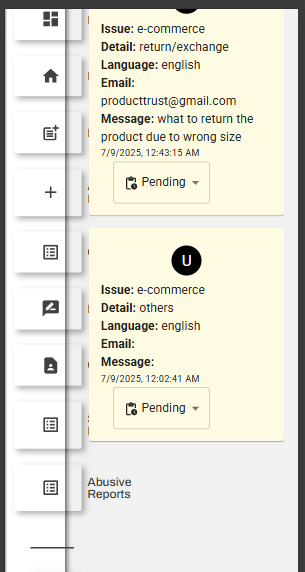 Issue: e-commerce
Detail: return/exchange
Language: english
Email:
producttrust@gmail.com
Message: what to return the
product due to wrong size
7/9/2025, 12:43:15 AM
Pending
U
Issue: e-commerce
Detail: others
Language: english
Email:
Message:
7/9/2025, 12:02:41 AM
Pending
Abusive
Reports